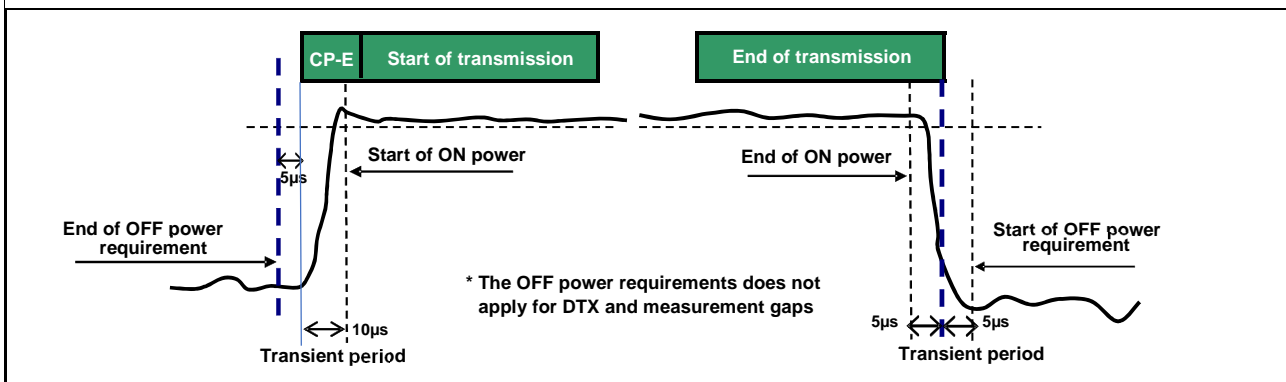 CP-E
Start of transmission
End of transmission
5µs
Start of ON power
End of ON power
End of OFF power
requirement
Start of OFF power
requirement
* The OFF power requirements does not
apply for DTX and measurement gaps
10µs
Transient period
5µs
5µs
Transient period